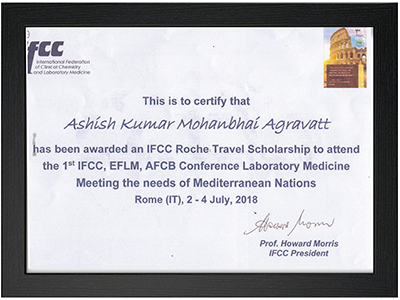 ifcc
International Federation
of Clinical Chemistry
and Laboratory Medicine
This is to certify that
Ashish Kumar Mohanbhai Agravatt
has been awarded an IFCC Roche Travel Scholarship to attend
the 1st IFCC, EFLM, AFCB Conference Laboratory Medicine
Meeting the needs of Mediterranean Nations
Rome (IT), 2 - 4 July, 2018
Prof. Howard Morris
IFCC President